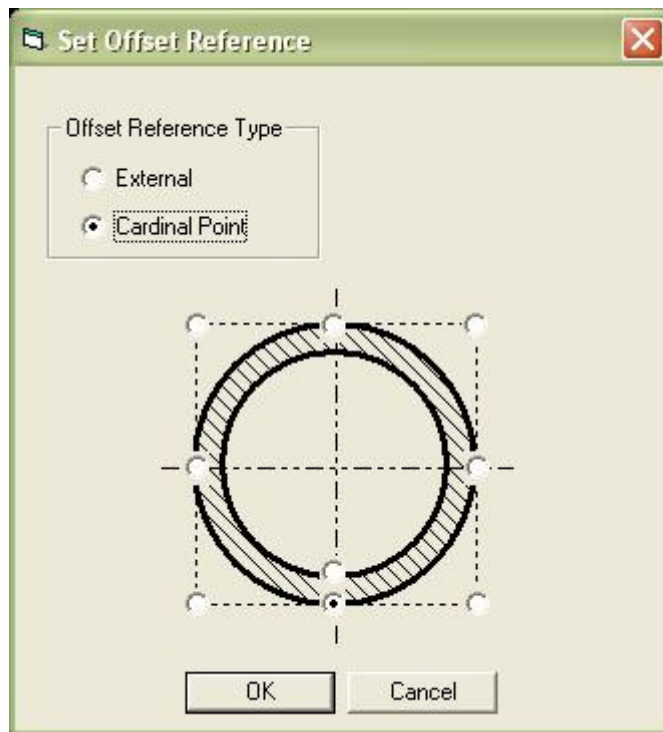 Set Offset Reference
Offset Reference Type
External
Cardinal Point
OK
Cancel